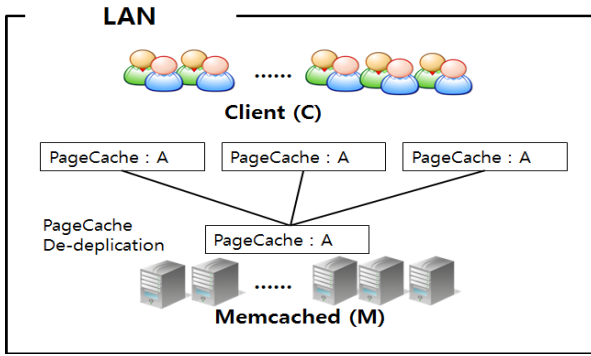 LAN
......
Client (C)
PageCache : A
PageCache : A
PageCache : A
PageCache
De-deplication
PageCache : A
......
Memcached (M)